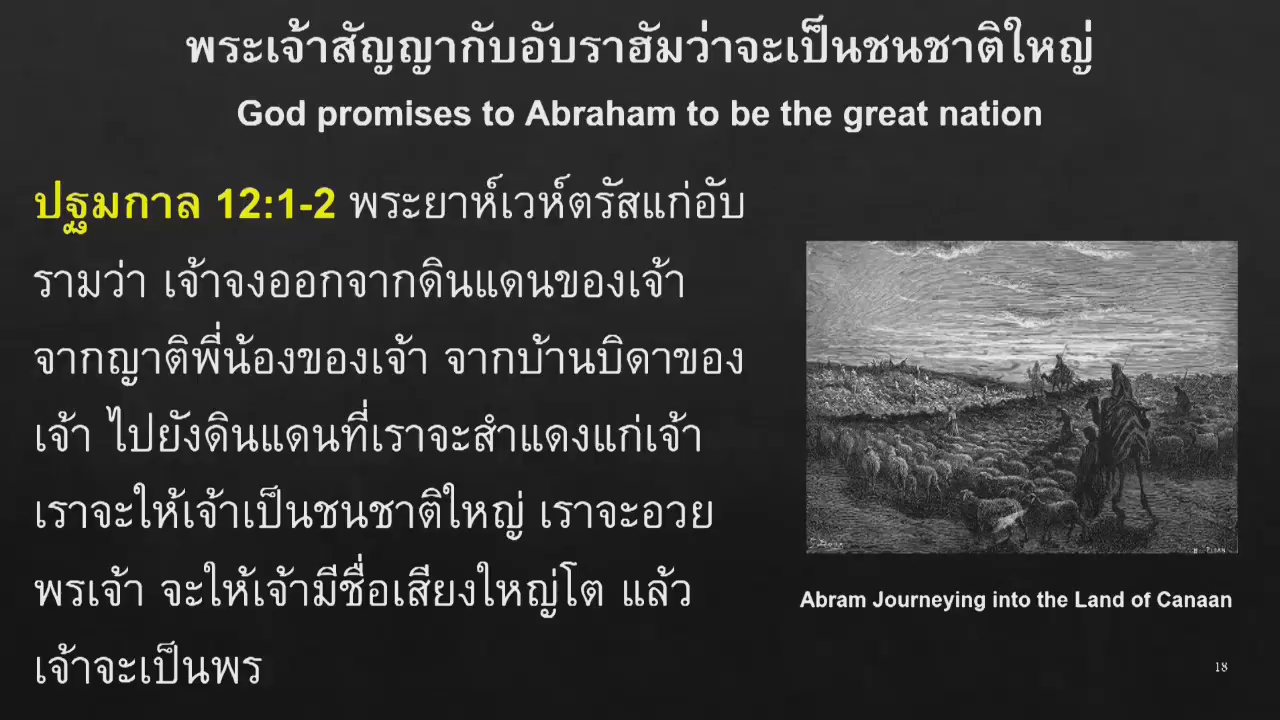 พระเจ้าสัญญากับอับราฮัมว่าจะเป็นชนชาติใหญ่
God promises to Abraham to be the great nation
ปฐมกาล 12:1-2 พระยาห์เวห์ตรัสแก่อับ
รามว่า เจ้าจงออกจากดินแดนของเจ้า
จากญาติพี่น้องของเจ้า จากบ้านบิดาของ
เจ้า ไปยังดินแดนที่เราจะสำแดงแก่เจ้า
เราจะให้เจ้าเป็นชนชาติใหญ่ เราจะอวย
พรเจ้า จะให้เจ้ามีชื่อเสียงใหญ่โต แล้ว
เจ้าจะเป็นพร
Abram Journeying into the Land of Canaan
18